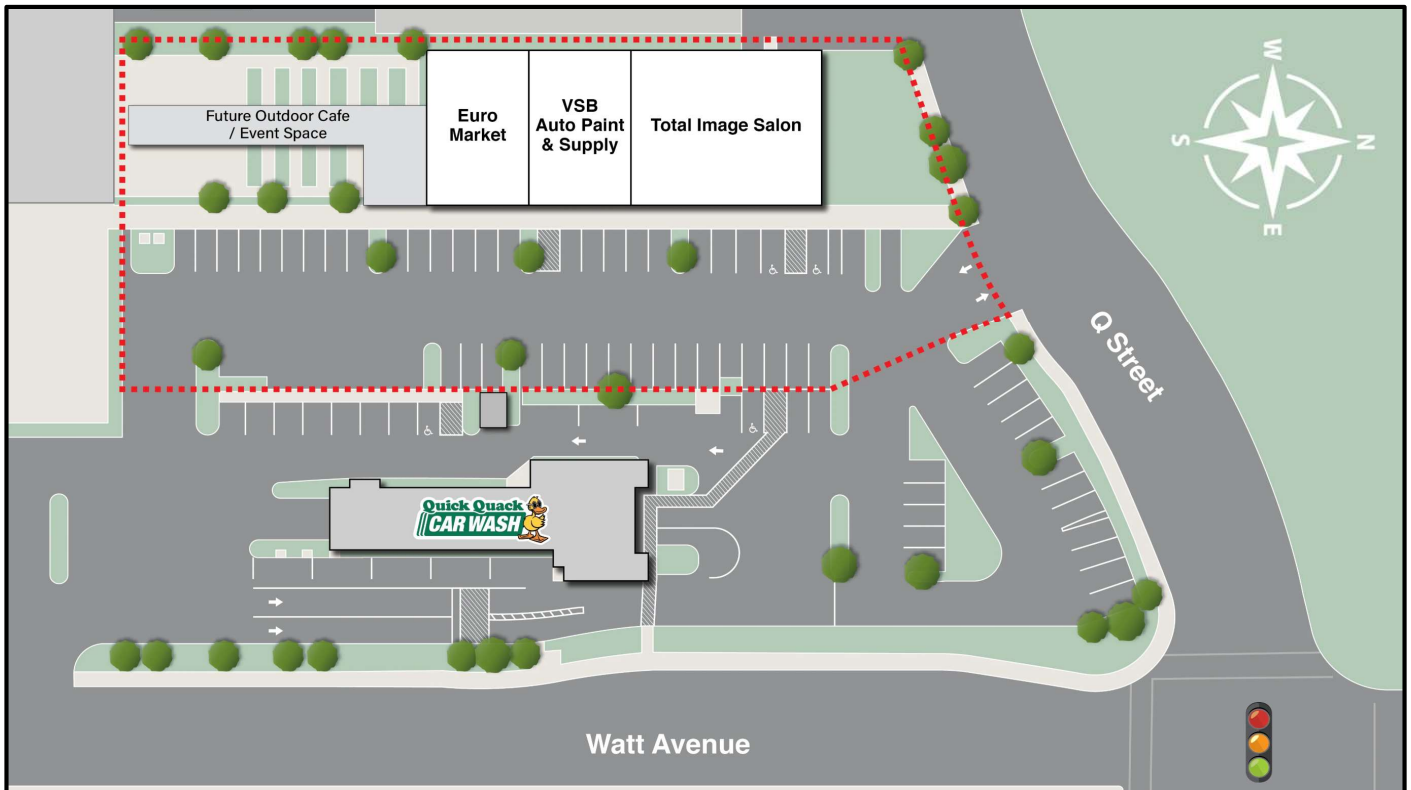 Future Outdoor Cafe
/ Event Space
Euro
Market
VSB
Auto Paint
& Supply
Total Image Salon
W
S
N
E
Q Street
Quick Quack
CAR WASH
Watt Avenue